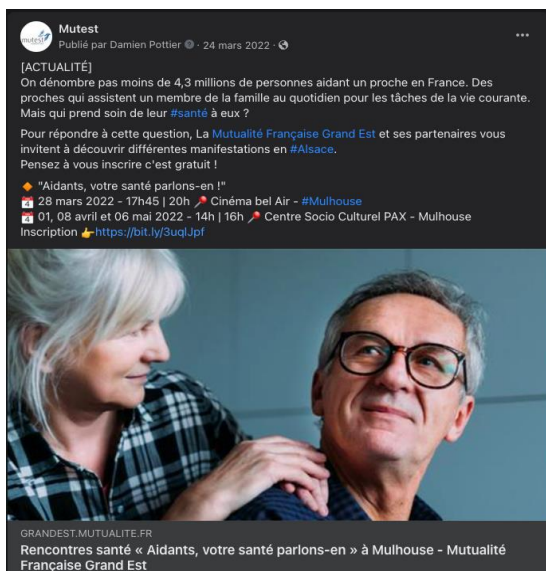 mutest
Mutest
Publié par Damien Pottier · 24 mars 2022 ·
[ACTUALITÉ]
On dénombre pas moins de 4,3 millions de personnes aidant un proche en France. Des
proches qui assistent un membre de la famille au quotidien pour les tâches de la vie courante.
Mais qui prend soin de leur #santé à eux ?
Pour répondre à cette question, La Mutualité Française Grand Est et ses partenaires vous
invitent à découvrir différentes manifestations en #Alsace.
Pensez à vous inscrire c'est gratuit !
🔸 "Aidants, votre santé parlons-en !"
📅 28 mars 2022 - 17h45 | 20h 📍 Cinéma bel Air - #Mulhouse
📅 01, 08 avril et 06 mai 2022 - 14h | 16h 📍 Centre Socio Culturel PAX - Mulhouse
Inscription 👉https://bit.ly/3uqlJpf
GRANDEST.MUTUALITE.FR
Rencontres santé « Aidants, votre santé parlons-en » à Mulhouse - Mutualité
Française Grand Est